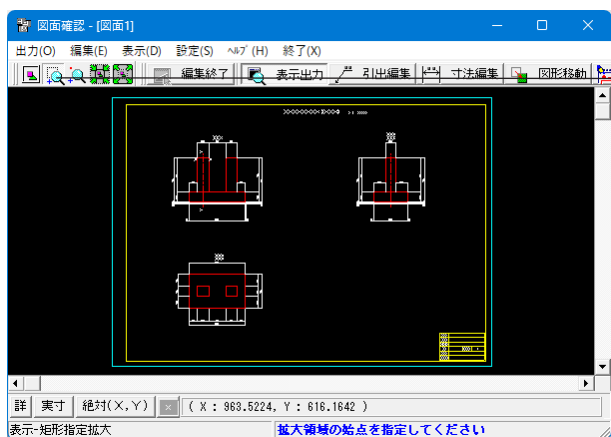 図面確認 - [図面1]
出力(O) 編集(E) 表示(D) 設定(S) ﾍﾙﾌﾟ(H) 終了(X)
編集終了 表示出力 引出編集 寸法編集 図形移動
詳 実寸 絶対(X,Y) ( X : 963.5224, Y : 616.1642 )
表示-矩形指定拡大 拡大領域の始点を指定してください